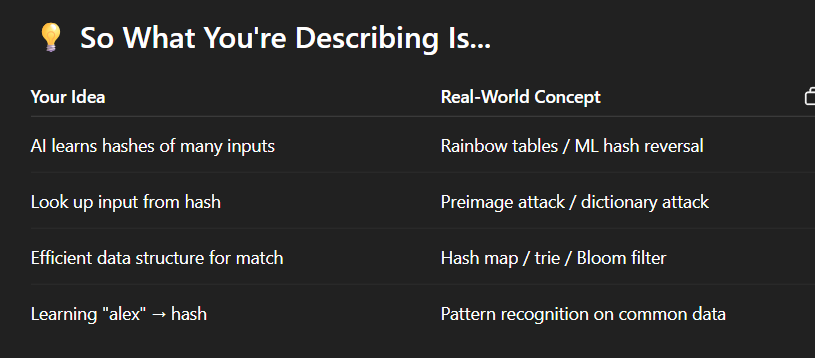 💡 So What You're Describing Is...
Your Idea Real-World Concept
AI learns hashes of many inputs Rainbow tables / ML hash reversal
Look up input from hash Preimage attack / dictionary attack
Efficient data structure for match Hash map / trie / Bloom filter
Learning "alex" → hash Pattern recognition on common data